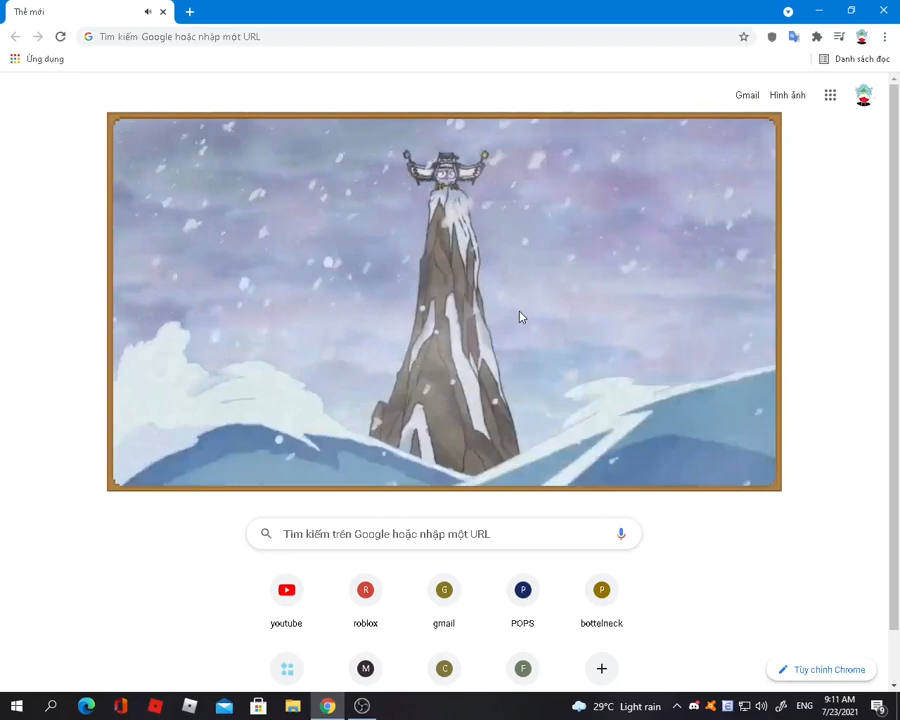 Thẻ mới
Tìm kiếm Google hoặc nhập một URL
Ứng dụng
Danh sách đọc
Gmail Hình ảnh
Tìm kiếm trên Google hoặc nhập một URL
R G P P
youtube roblox gmail POPS bottelneck
M C F
Tùy chỉnh Chrome
29°C Light rain ENG 9:11 AM
7/23/2021
9